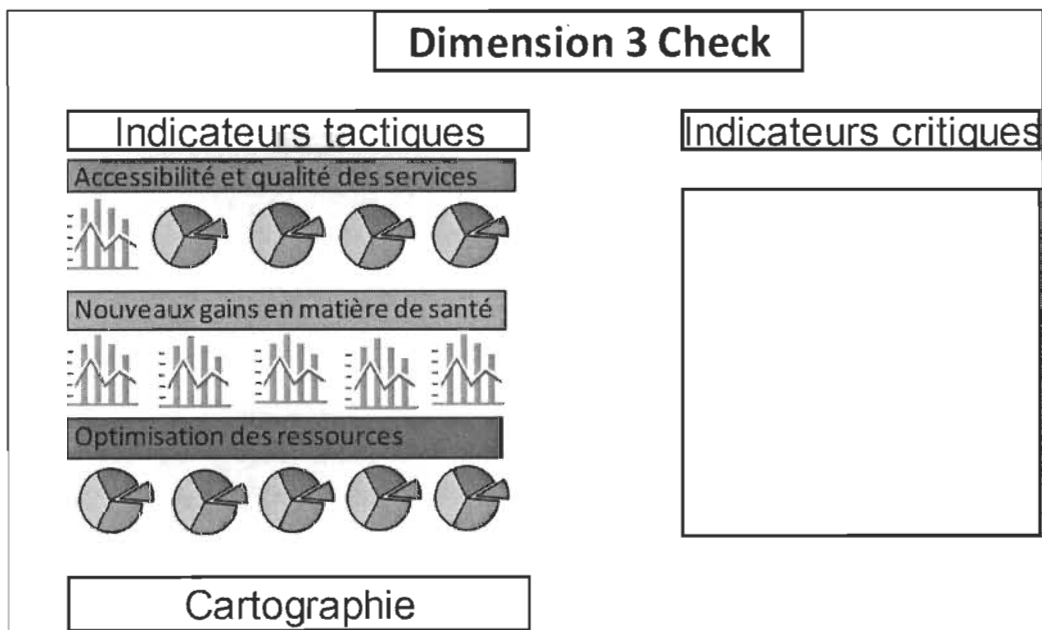 Dimension 3 Check
Indicateurs tactiques
Indicateurs critiques
Accessibilité et qualité des services
Nouveaux gains en matière de santé
Optimisation des ressources
Cartographie